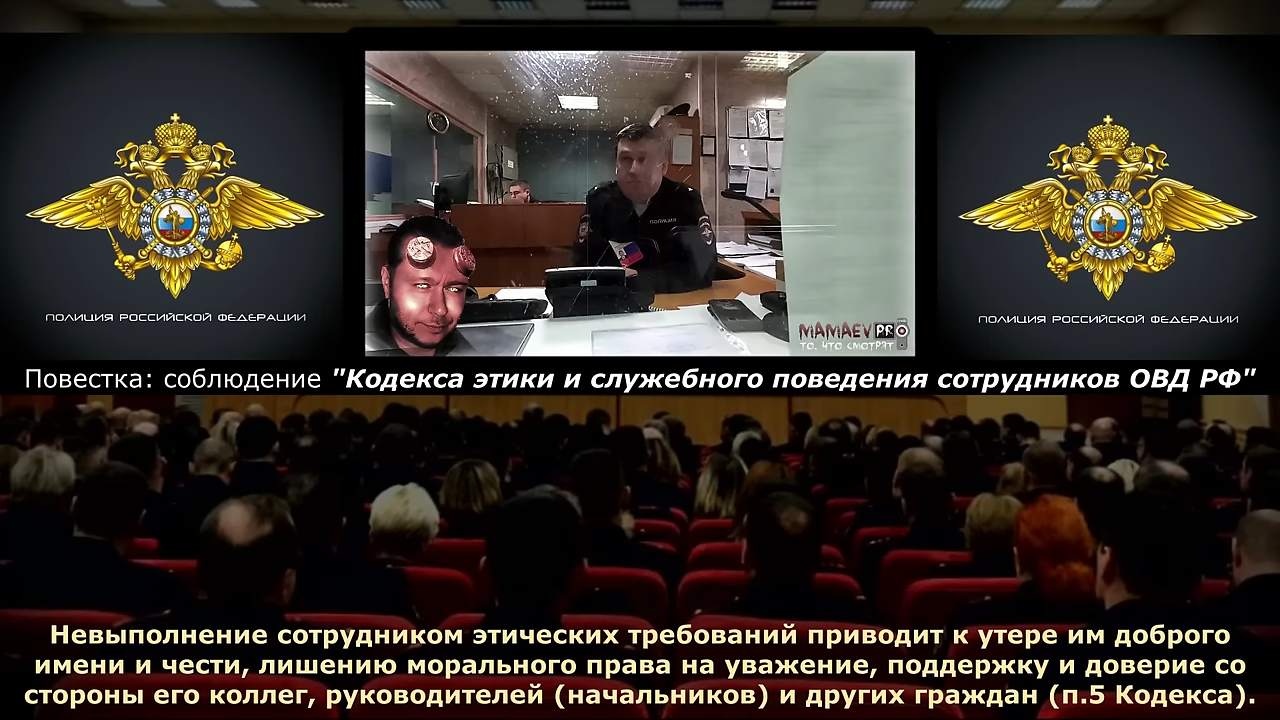 ПОЛИЦИЯ
MAMAEV PRO
ТО, ЧТО СМОТРЯТ
ПОЛИЦИЯ РОССИЙСКОЙ ФЕДЕРАЦИИ
ПОЛИЦИЯ РОССИЙСКОЙ ФЕДЕРАЦИИ
Повестка: соблюдение "Кодекса этики и служебного поведения сотрудников ОВД РФ"
Невыполнение сотрудником этических требований приводит к утере им доброго
имени и чести, лишению морального права на уважение, поддержку и доверие со
стороны его коллег, руководителей (начальников) и других граждан (п.5 Кодекса).